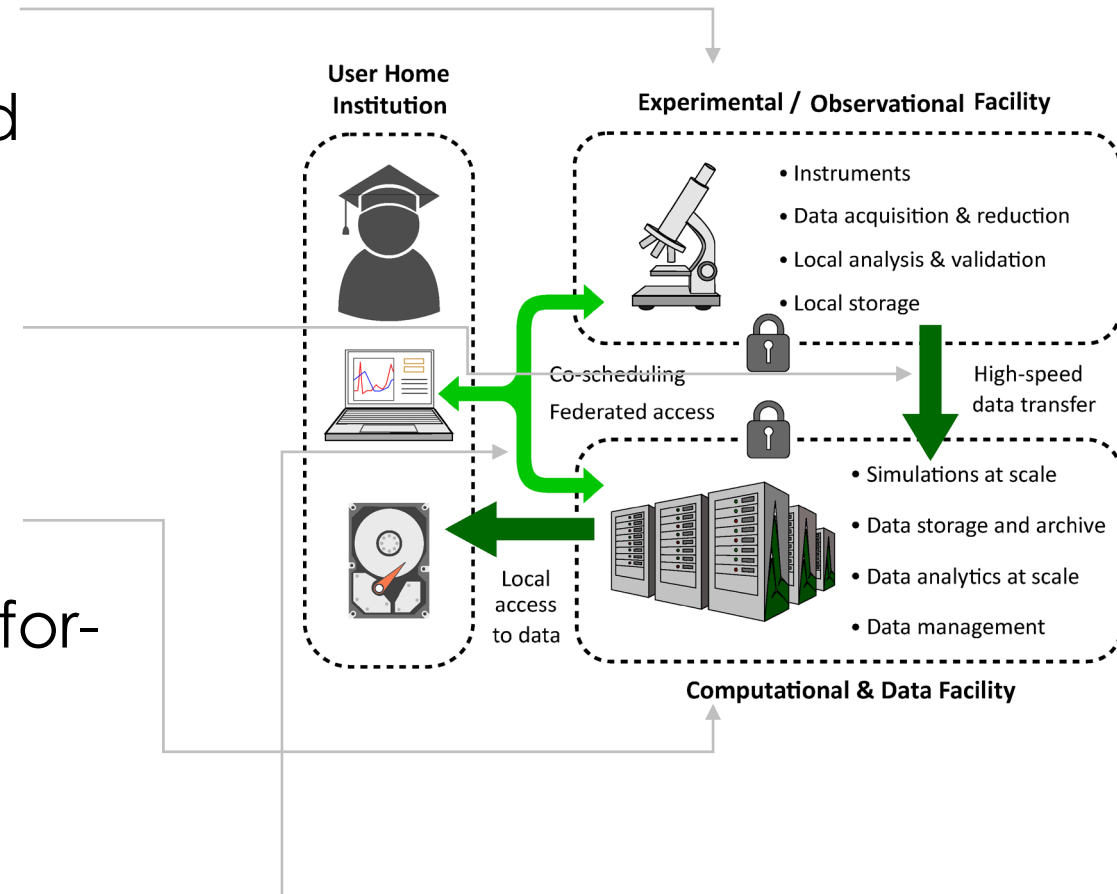 d
for-
User Home
Institution
Experimental / Observational Facility
• Instruments
• Data acquisition & reduction
• Local analysis & validation
• Local storage
Co-scheduling
Federated access
High-speed
data transfer
• Simulations at scale
• Data storage and archive
• Data analytics at scale
• Data management
Local
access
to data
Computational & Data Facility